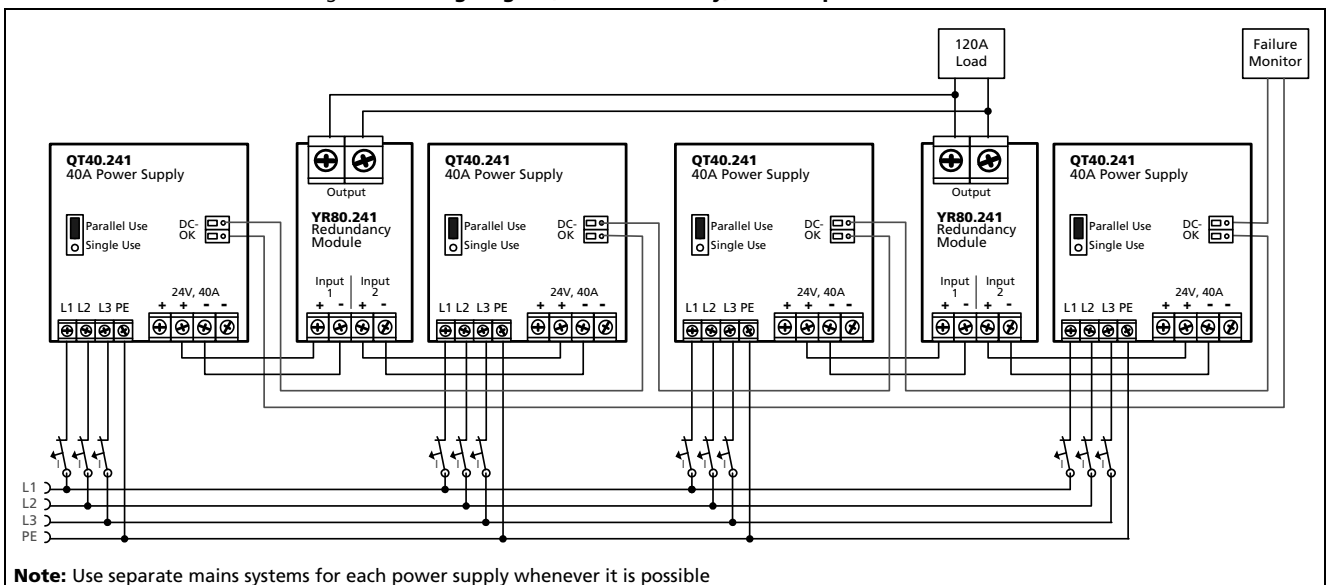 120A
Load
Failure
Monitor
QT40.241
40A Power Supply
Parallel Use
Single Use
DC-
OK
24V, 40A
L1 L2 L3 PE
+ + - -
Output
YR80.241
Redundancy
Module
Input
1
Input
2
+ - + -
QT40.241
40A Power Supply
Parallel Use
Single Use
DC-
OK
24V, 40A
L1 L2 L3 PE
+ + - -
QT40.241
40A Power Supply
Parallel Use
Single Use
DC-
OK
24V, 40A
L1 L2 L3 PE
+ + - -
Output
YR80.241
Redundancy
Module
Input
1
Input
2
+ - + -
QT40.241
40A Power Supply
Parallel Use
Single Use
DC-
OK
24V, 40A
L1 L2 L3 PE
+ + - -
I I I
I I I
I I I
I I I
L1
L2
L3
PE
Note: Use separate mains systems for each power supply whenever it is possible